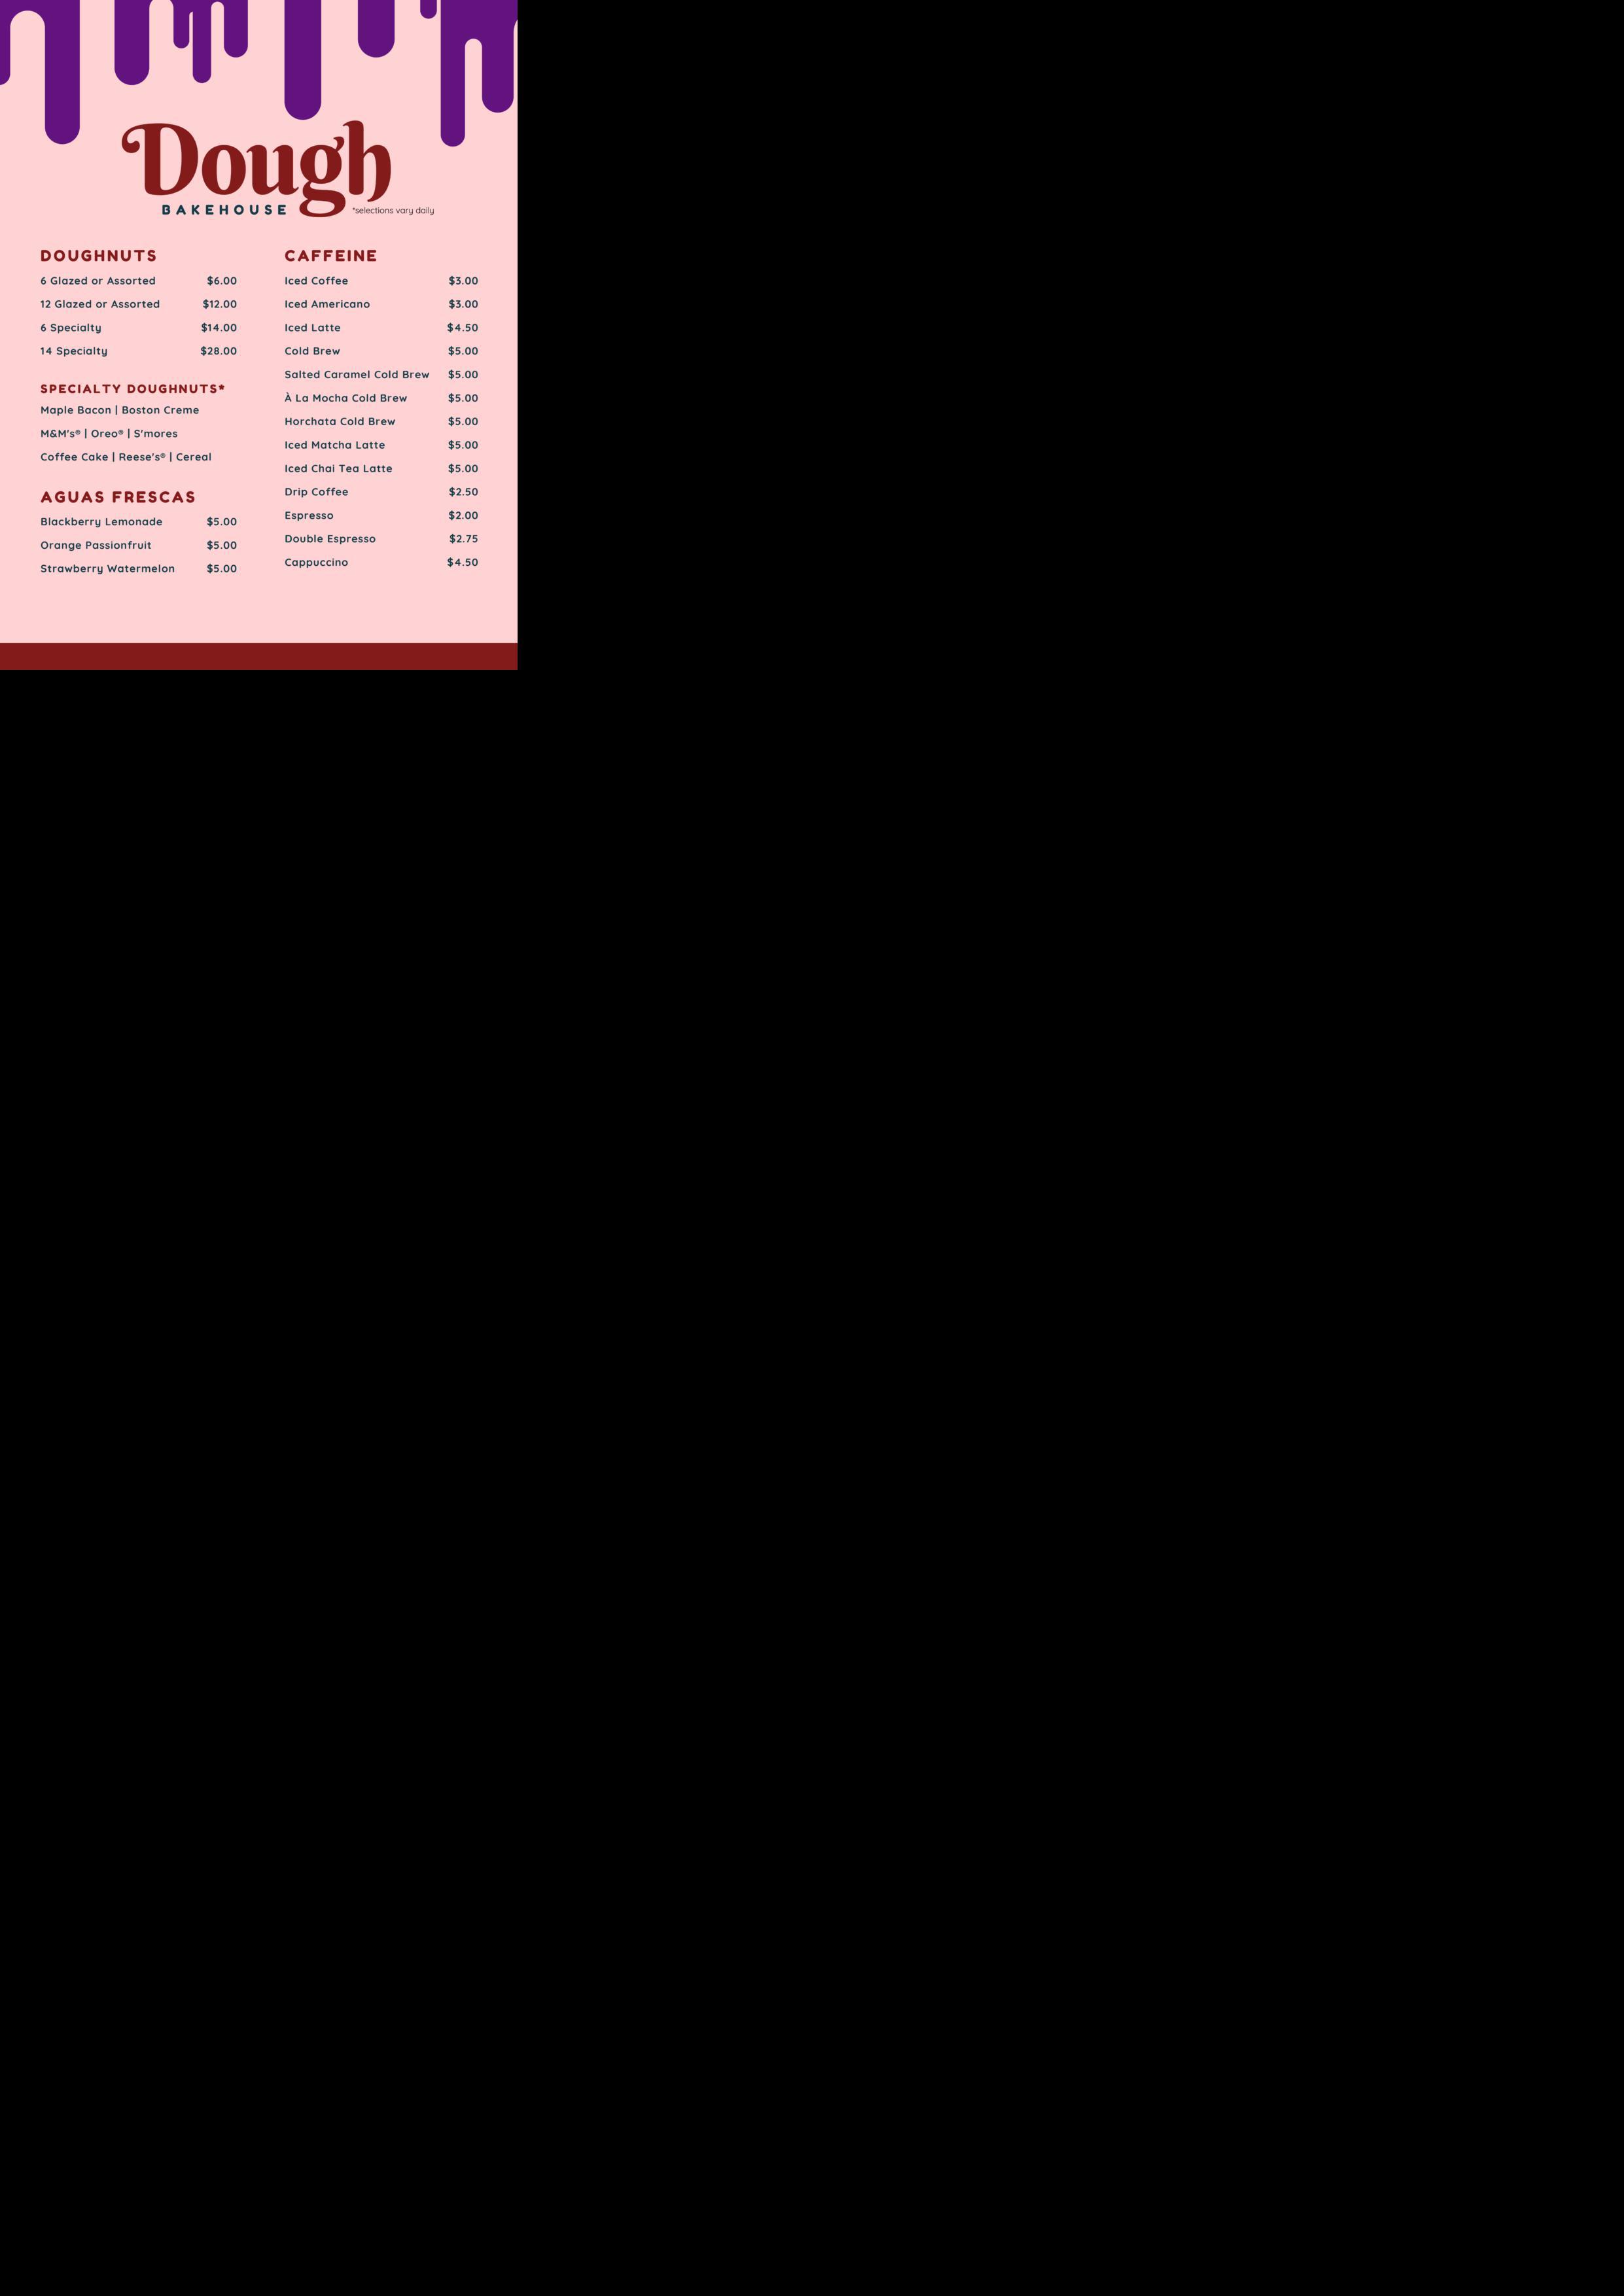 Dough
BAKEHOUSE
*selections vary daily
DOUGHNUTS
6 Glazed or Assorted $6.00
12 Glazed or Assorted $12.00
6 Specialty $14.00
14 Specialty $28.00
SPECIALTY DOUGHNUTS*
Maple Bacon | Boston Creme
M&M's® | Oreo® | S'mores
Coffee Cake | Reese's® | Cereal
AGUAS FRESCAS
Blackberry Lemonade $5.00
Orange Passionfruit $5.00
Strawberry Watermelon $5.00
CAFFEINE
Iced Coffee $3.00
Iced Americano $3.00
Iced Latte $4.50
Cold Brew $5.00
Salted Caramel Cold Brew $5.00
À La Mocha Cold Brew $5.00
Horchata Cold Brew $5.00
Iced Matcha Latte $5.00
Iced Chai Tea Latte $5.00
Drip Coffee $2.50
Espresso $2.00
Double Espresso $2.75
Cappuccino $4.50